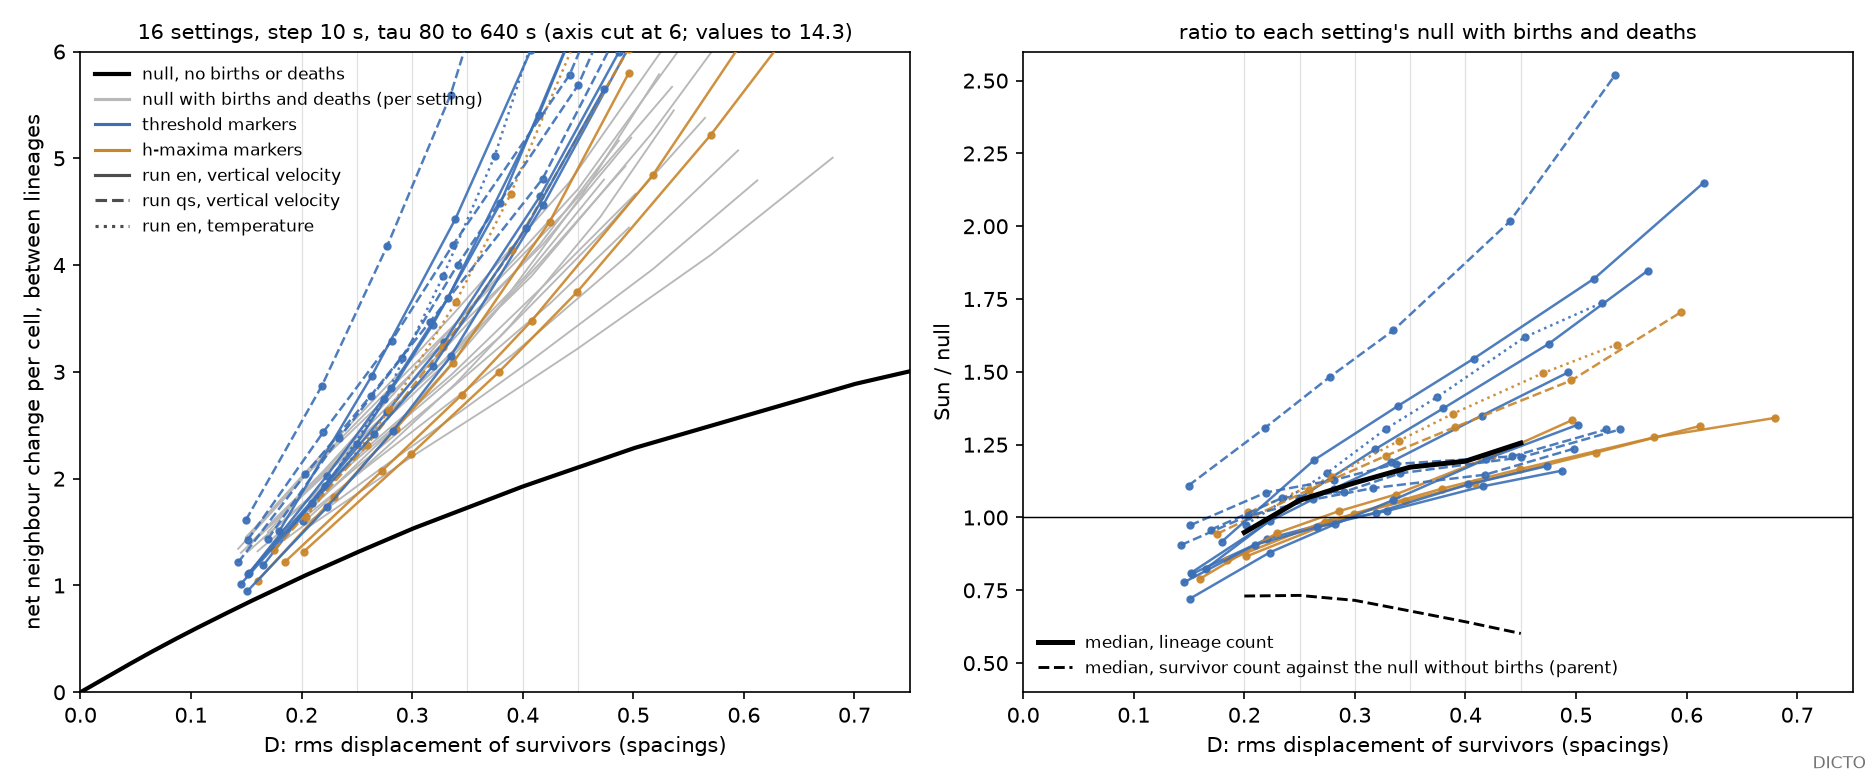 16 settings, step 10 s, tau 80 to 640 s (axis cut at 6; values to 14.3)
net neighbour change per cell, between lineages
6
5
4
3
2
1
0
null, no births or deaths
null with births and deaths (per setting)
threshold markers
h-maxima markers
run en, vertical velocity
run qs, vertical velocity
run en, temperature
0.0 0.1 0.2 0.3 0.4 0.5 0.6 0.7
D: rms displacement of survivors (spacings)
ratio to each setting's null with births and deaths
Sun / null
2.50
2.25
2.00
1.75
1.50
1.25
1.00
0.75
0.50
median, lineage count
median, survivor count against the null without births (parent)
0.0 0.1 0.2 0.3 0.4 0.5 0.6 0.7
D: rms displacement of survivors (spacings)
DICTO